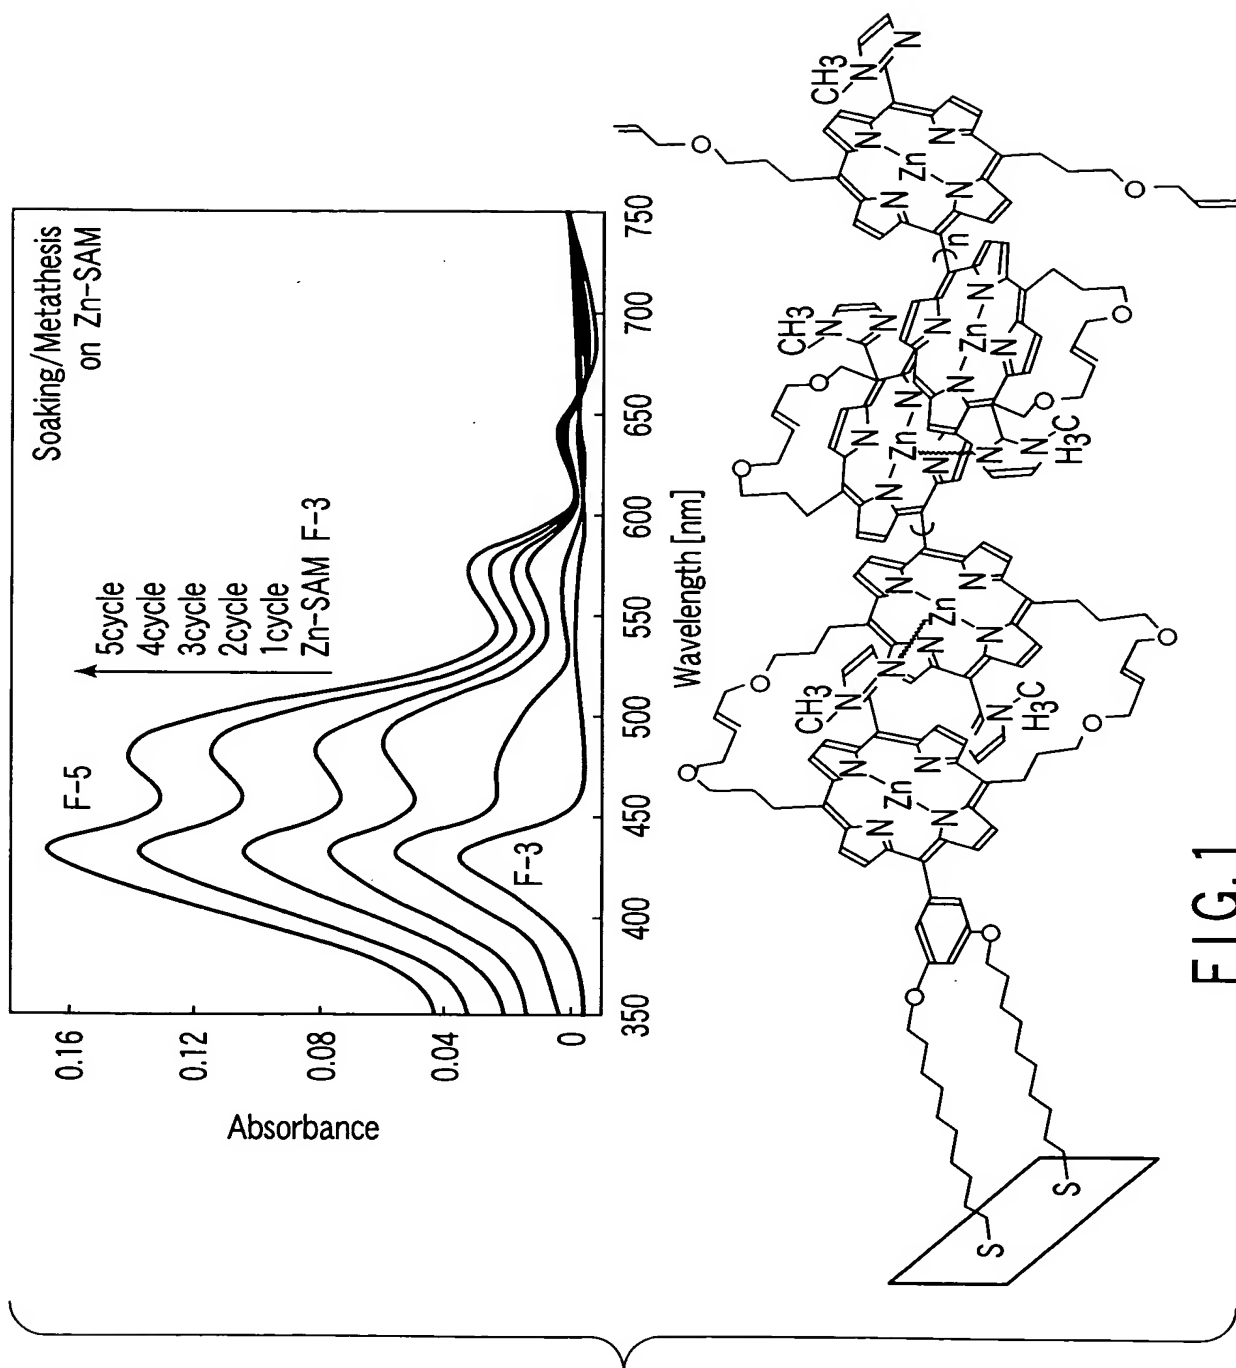 Soaking/Metathesis
on Zn-SAM
5cycle
4cycle
3cycle
2cycle
1cycle
Zn-SAM F-3
F-5
F-3
Absorbance
0.16
0.12
0.08
0.04
0
350
400
450
500
550
600
650
700
750
Wavelength [nm]
S
S
O
O
N
N
N
N
Zn
CH3
N
N
O
O
N
N
N
N
Zn
N
N
H3C
O
O
)
N
N
N
N
Zn
CH3
N
N
O
O
N
N
N
N
Zn
N
N
H3C
O
O
)
n
N
N
N
N
Zn
CH3
N
N
O
O
FIG. 1